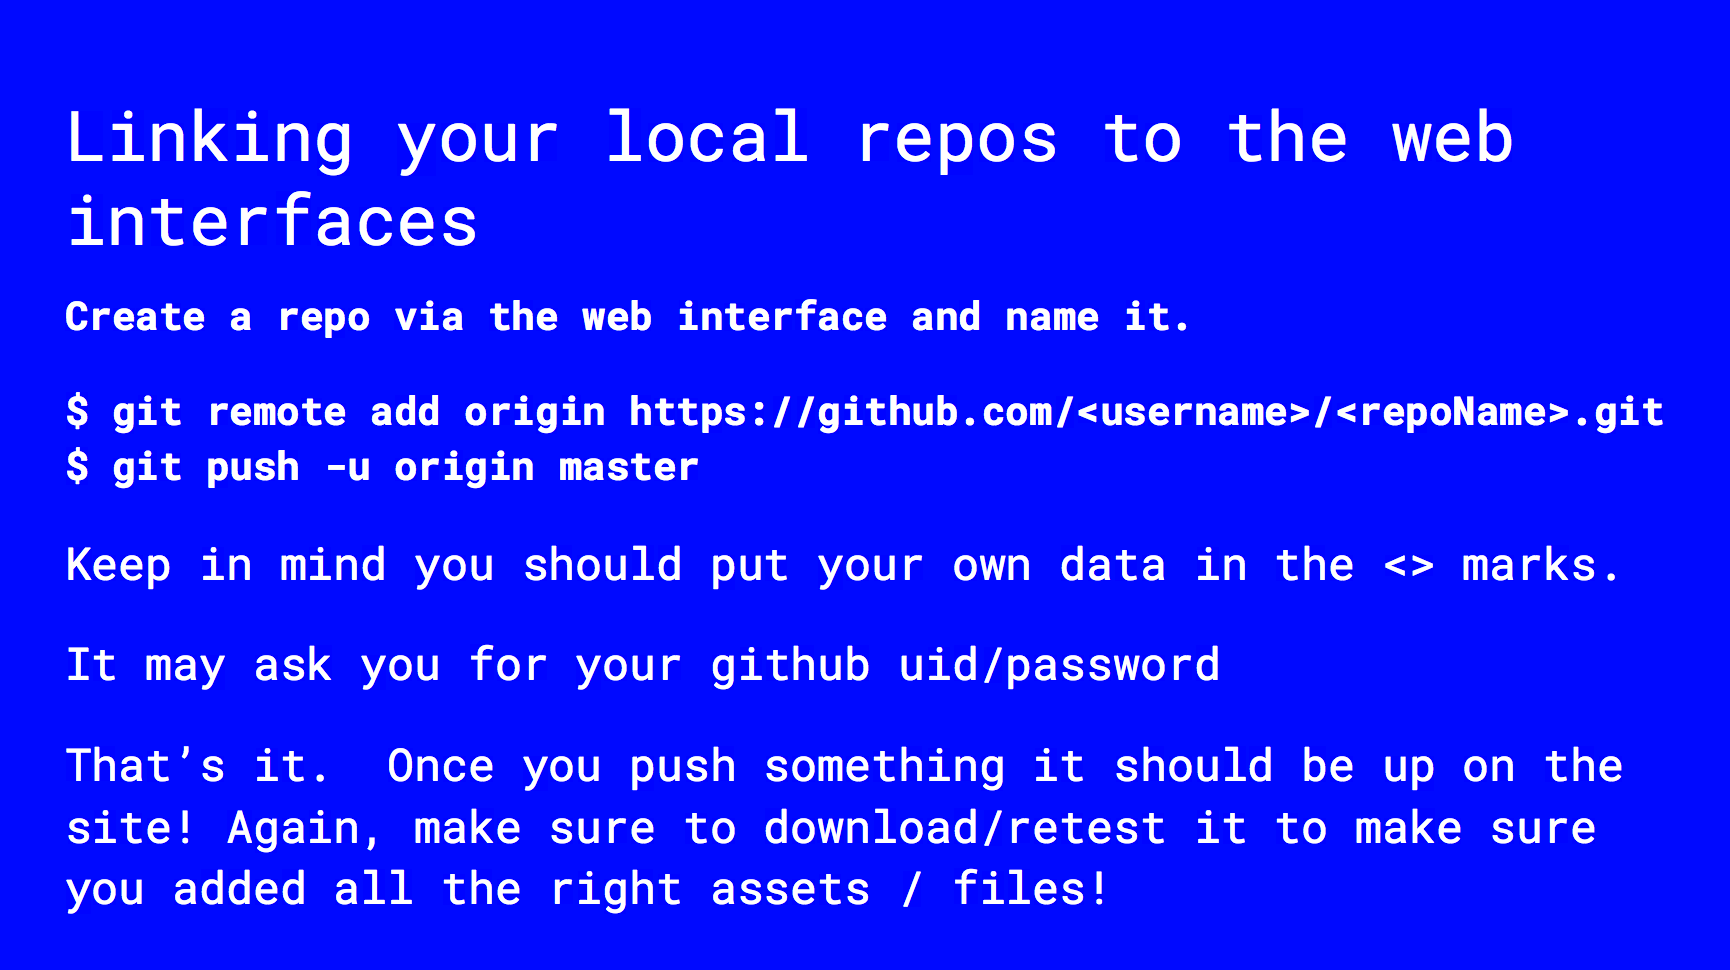 Linking your local repos to the web
interfaces
Create a repo via the web interface and name it.
$ git remote add origin https://github.com/<username>/<repoName>.git
$ git push -u origin master
Keep in mind you should put your own data in the <> marks.
It may ask you for your github uid/password
That’s it.  Once you push something it should be up on the
site! Again, make sure to download/retest it to make sure
you added all the right assets / files!